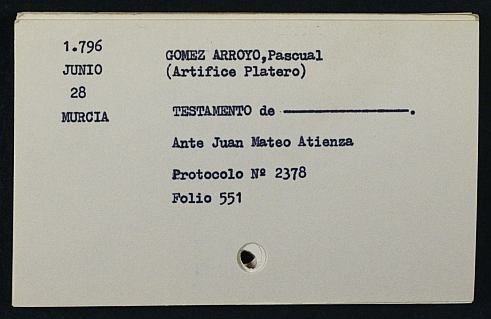 1.796
JUNIO
28
MURCIA
GOMEZ ARROYO,Pascual
(Artifice Platero)
TESTAMENTO de ————————.
Ante Juan Mateo Atienza
Protocolo Nº 2378
Folio 551